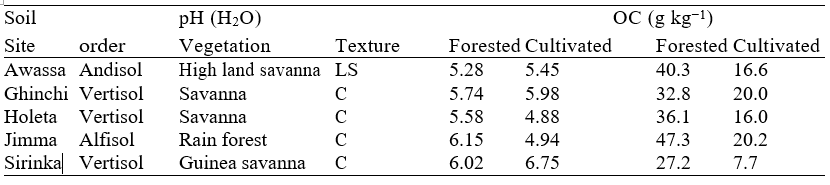 Soil pH (H₂O) OC (g kg⁻¹)
Site order Vegetation Texture Forested Cultivated Forested Cultivated
Awassa Andisol High land savanna LS 5.28 5.45 40.3 16.6
Ghinchi Vertisol Savanna C 5.74 5.98 32.8 20.0
Holeta Vertisol Savanna C 5.58 4.88 36.1 16.0
Jimma Alfisol Rain forest C 6.15 4.94 47.3 20.2
Sirinka Vertisol Guinea savanna C 6.02 6.75 27.2 7.7